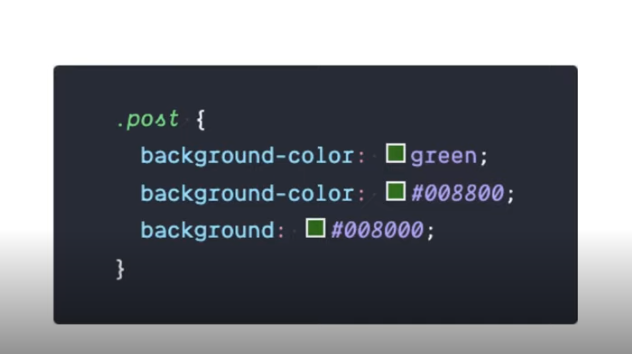 .post {
background-color: green;
background-color: #008800;
background: #008000;
}